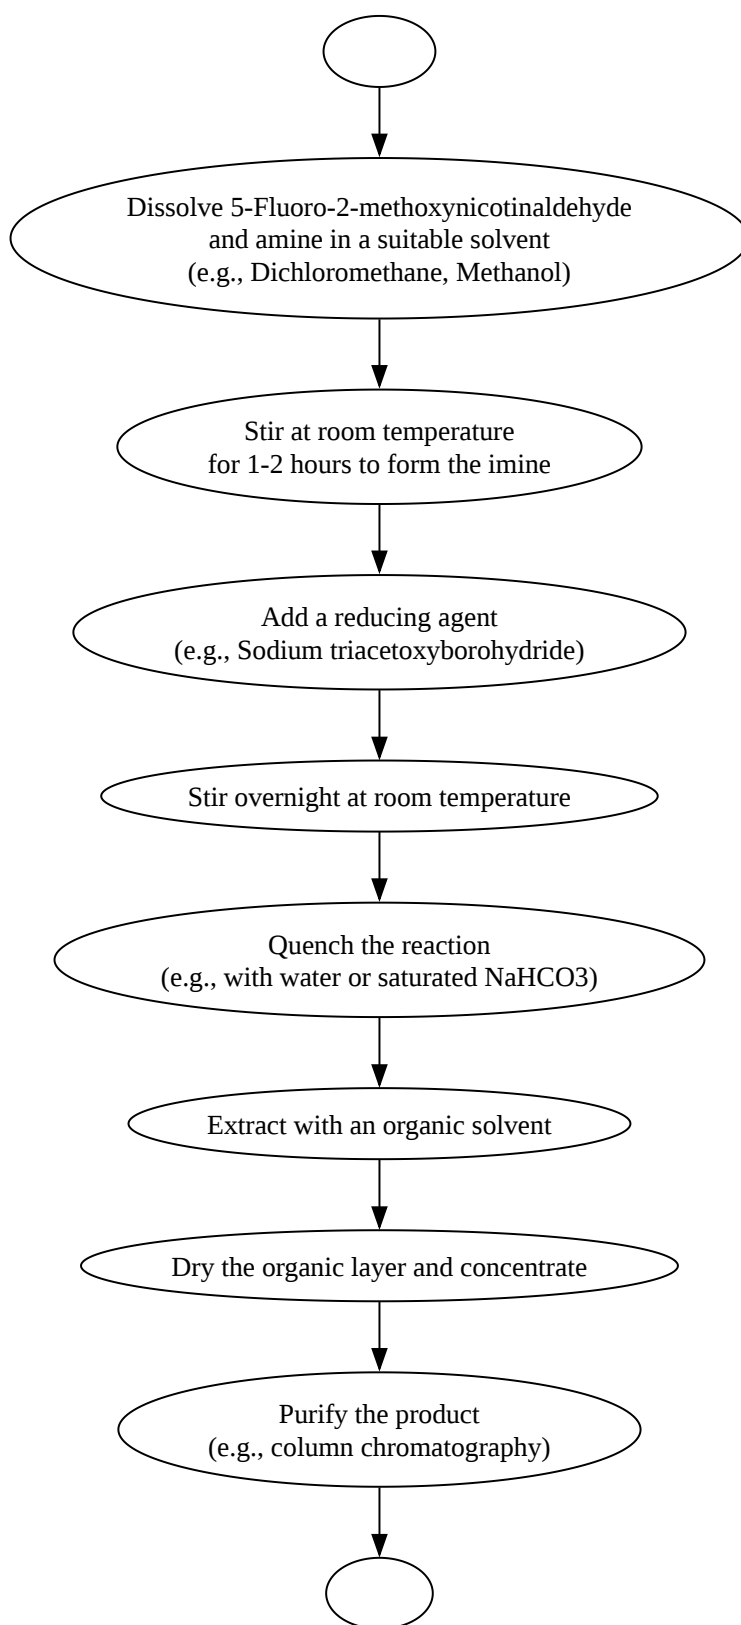 Dissolve 5-Fluoro-2-methoxynicotinaldehyde
and amine in a suitable solvent
(e.g., Dichloromethane, Methanol)
Stir at room temperature
for 1-2 hours to form the imine
Add a reducing agent
(e.g., Sodium triacetoxyborohydride)
Stir overnight at room temperature
Quench the reaction
(e.g., with water or saturated NaHCO3)
Extract with an organic solvent
Dry the organic layer and concentrate
Purify the product
(e.g., column chromatography)